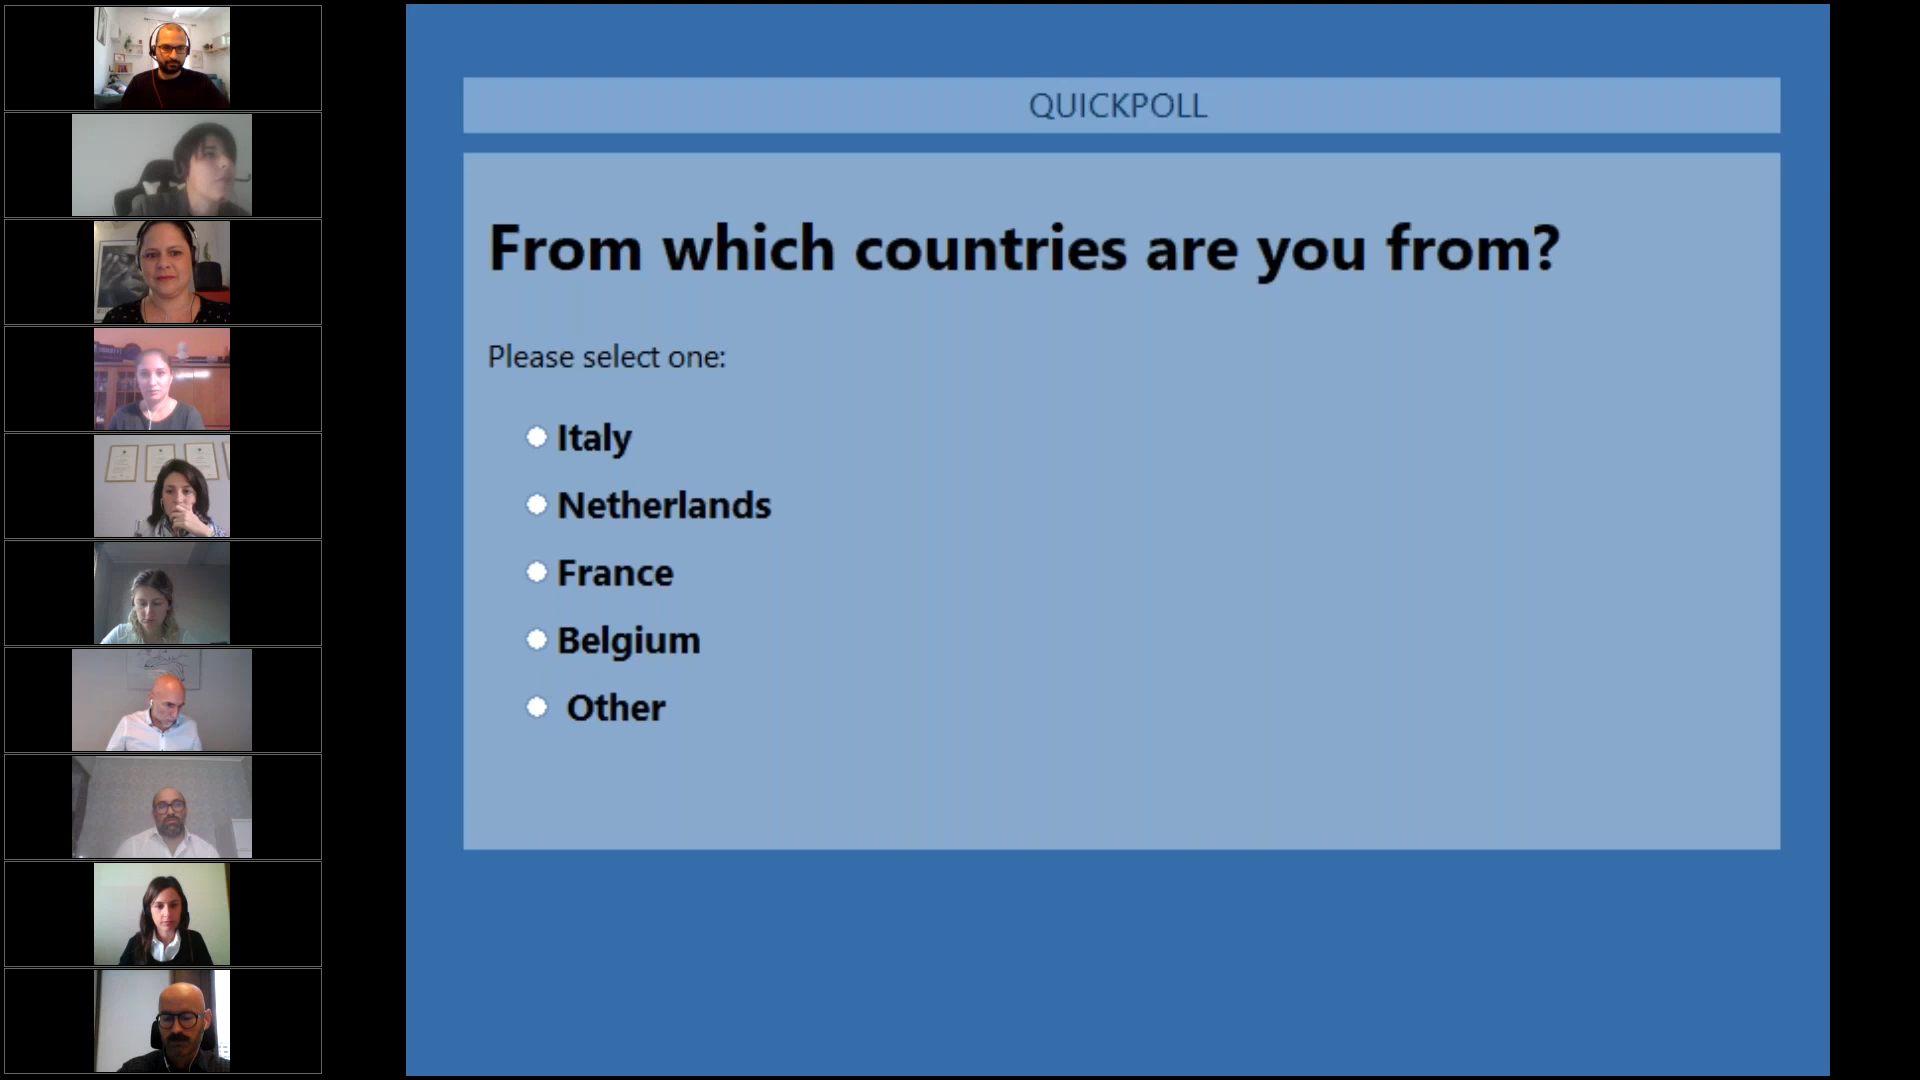 QUICKPOLL
From which countries are you from?
Please select one:
Italy
Netherlands
France
Belgium
Other